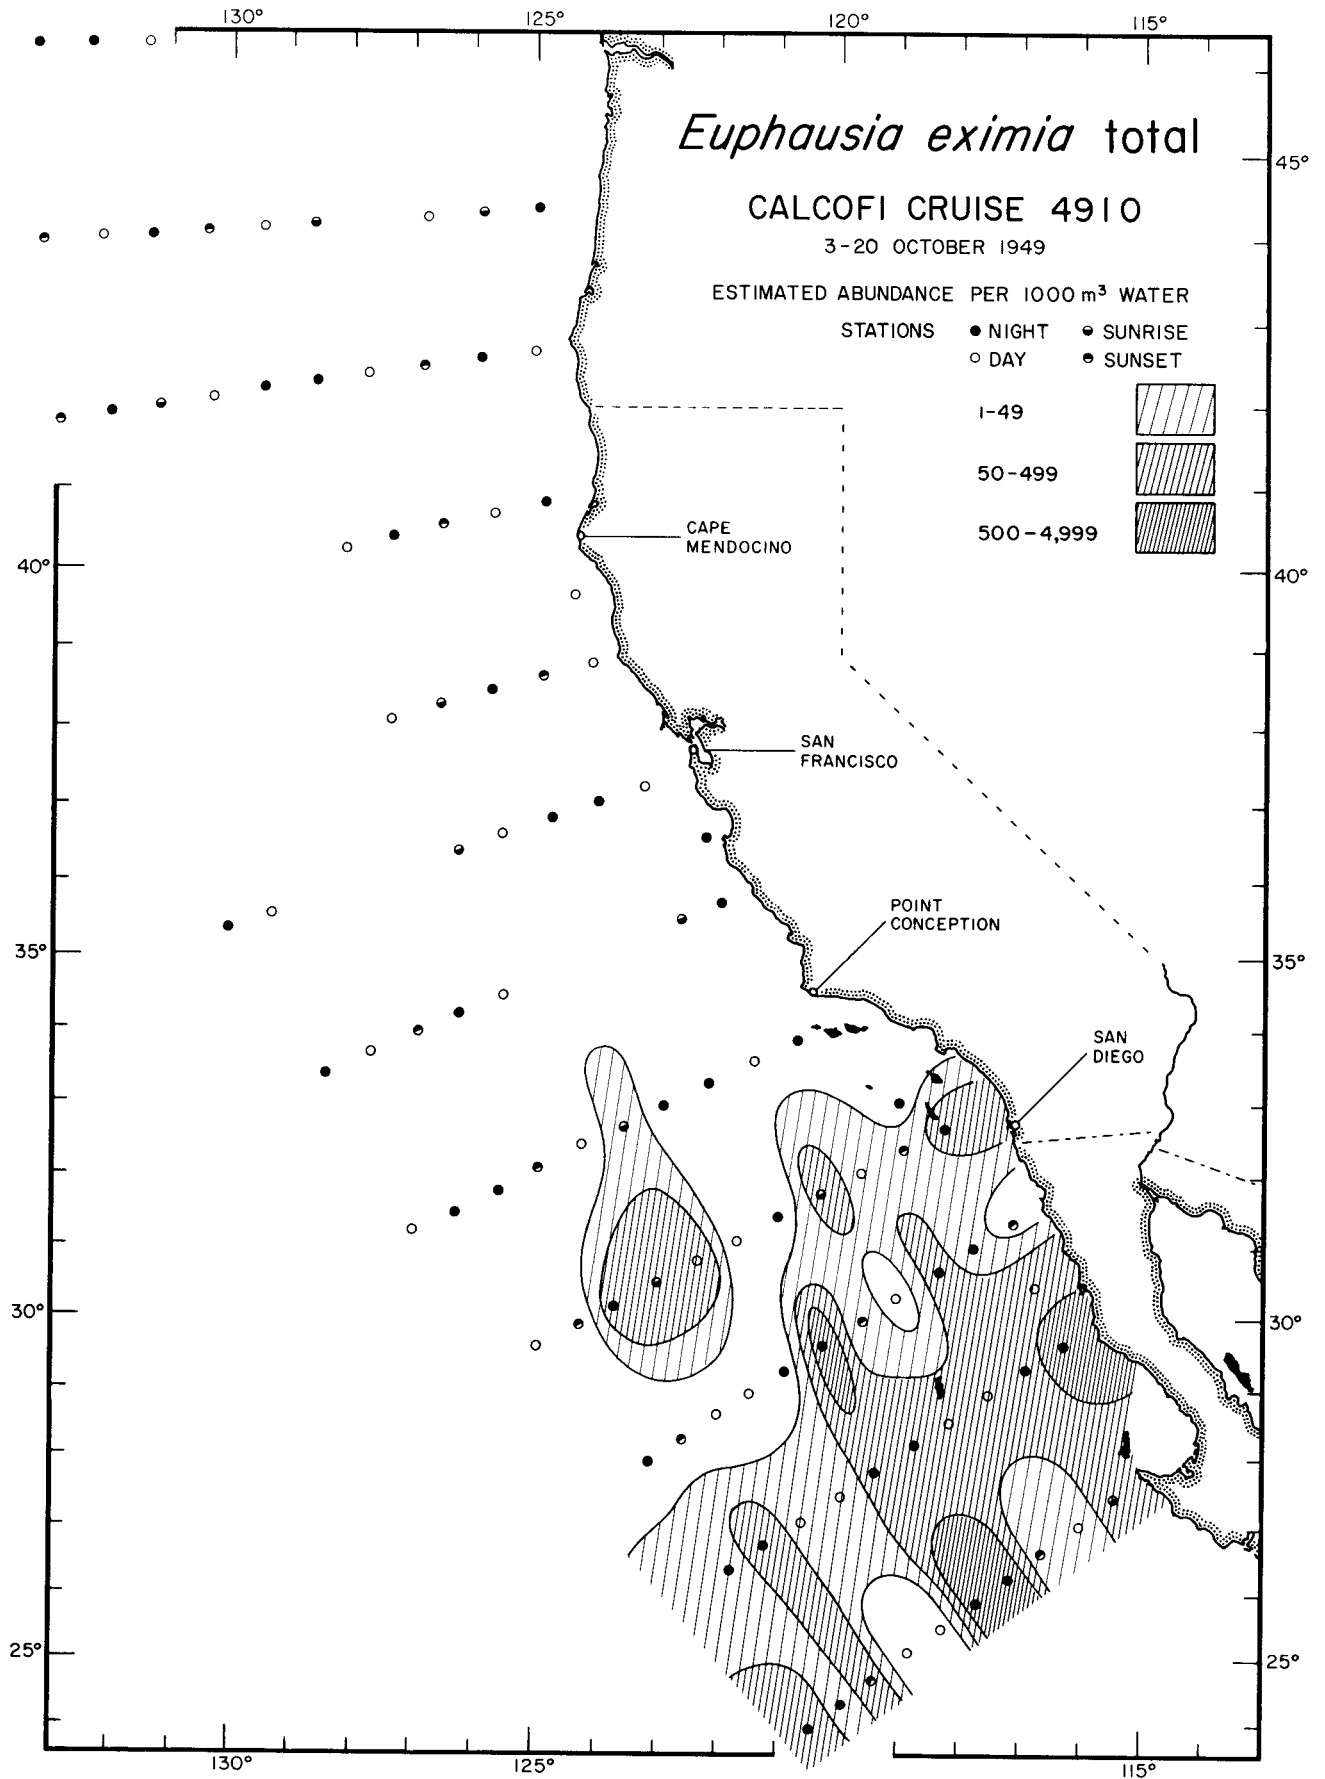 130° 125° 120° 115°
Euphausia eximia total
45°
CALCOFI CRUISE 4910
3-20 OCTOBER 1949
ESTIMATED ABUNDANCE PER 1000 m³ WATER
STATIONS ● NIGHT SUNRISE
○ DAY SUNSET
1-49
50-499
500-4,999
CAPE
MENDOCINO
40° 40°
SAN
FRANCISCO
POINT
CONCEPTION
35° 35°
SAN
DIEGO
30° 30°
25° 25°
130° 125° 115°